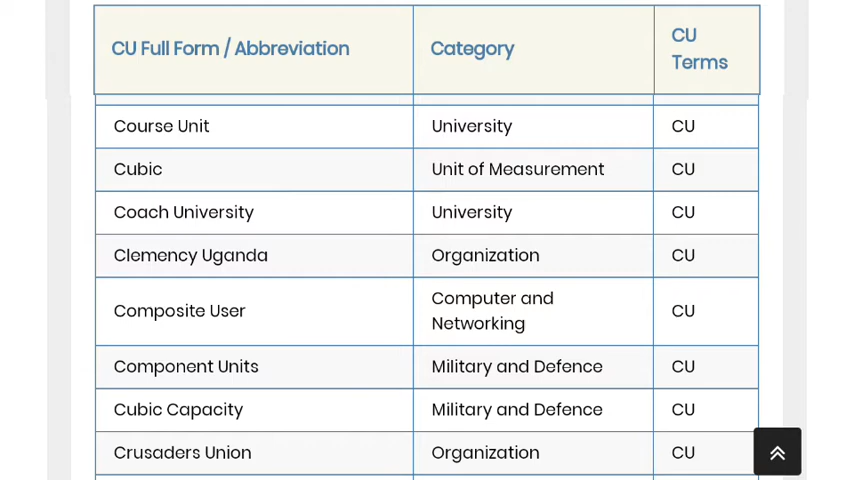 CU Full Form / Abbreviation Category CU Terms
Course Unit University CU
Cubic Unit of Measurement CU
Coach University University CU
Clemency Uganda Organization CU
Composite User Computer and Networking CU
Component Units Military and Defence CU
Cubic Capacity Military and Defence CU
Crusaders Union Organization CU